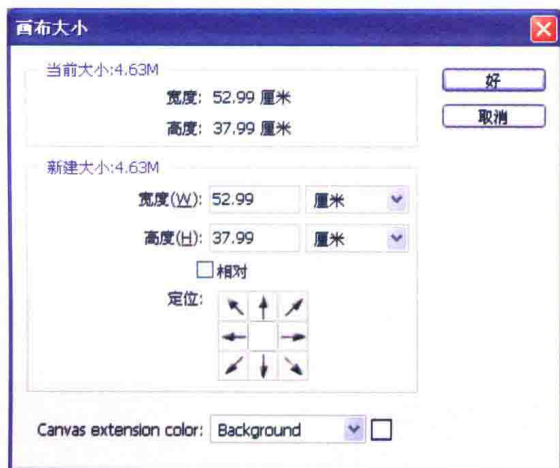 画布大小
当前大小:4.63M
宽度: 52.99 厘米
高度: 37.99 厘米
好
取消
新建大小:4.63M
宽度(W): 52.99 厘米
高度(H): 37.99 厘米
相对
定位:
Canvas extension color: Background